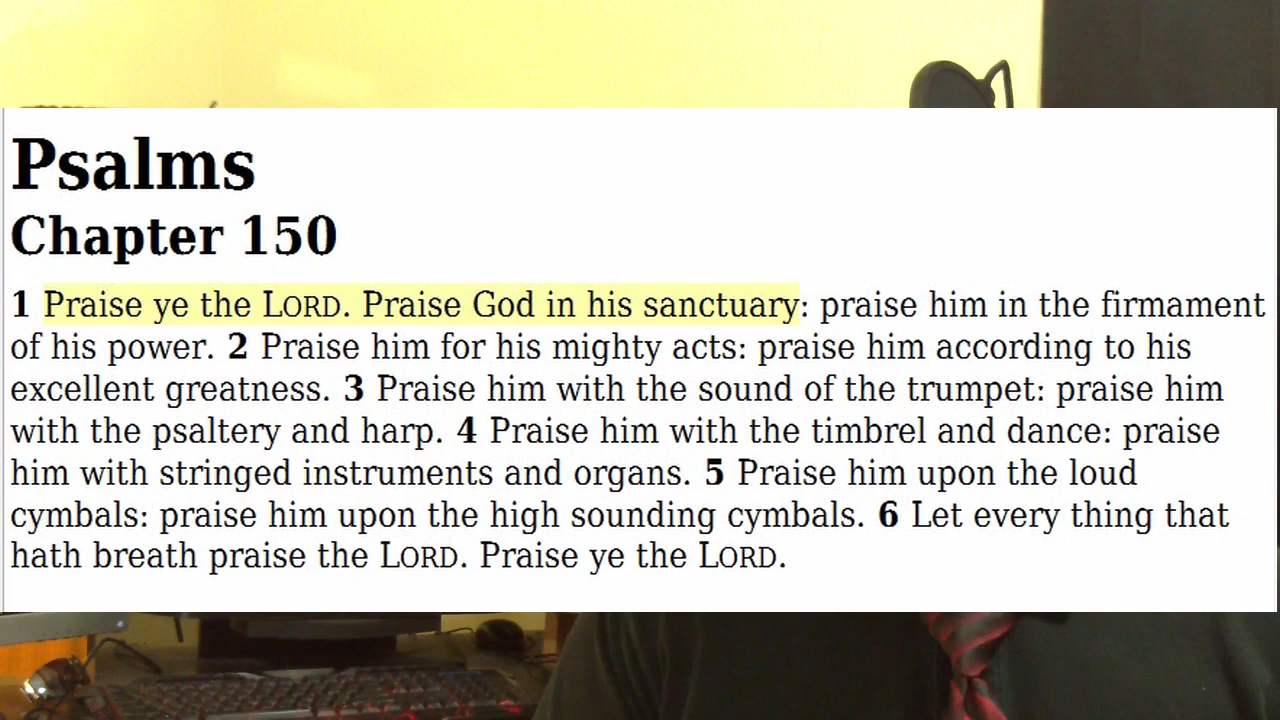 Psalms
Chapter 150
1 Praise ye the LORD. Praise God in his sanctuary: praise him in the firmament
of his power. 2 Praise him for his mighty acts: praise him according to his
excellent greatness. 3 Praise him with the sound of the trumpet: praise him
with the psaltery and harp. 4 Praise him with the timbrel and dance: praise
him with stringed instruments and organs. 5 Praise him upon the loud
cymbals: praise him upon the high sounding cymbals. 6 Let every thing that
hath breath praise the LORD. Praise ye the LORD.